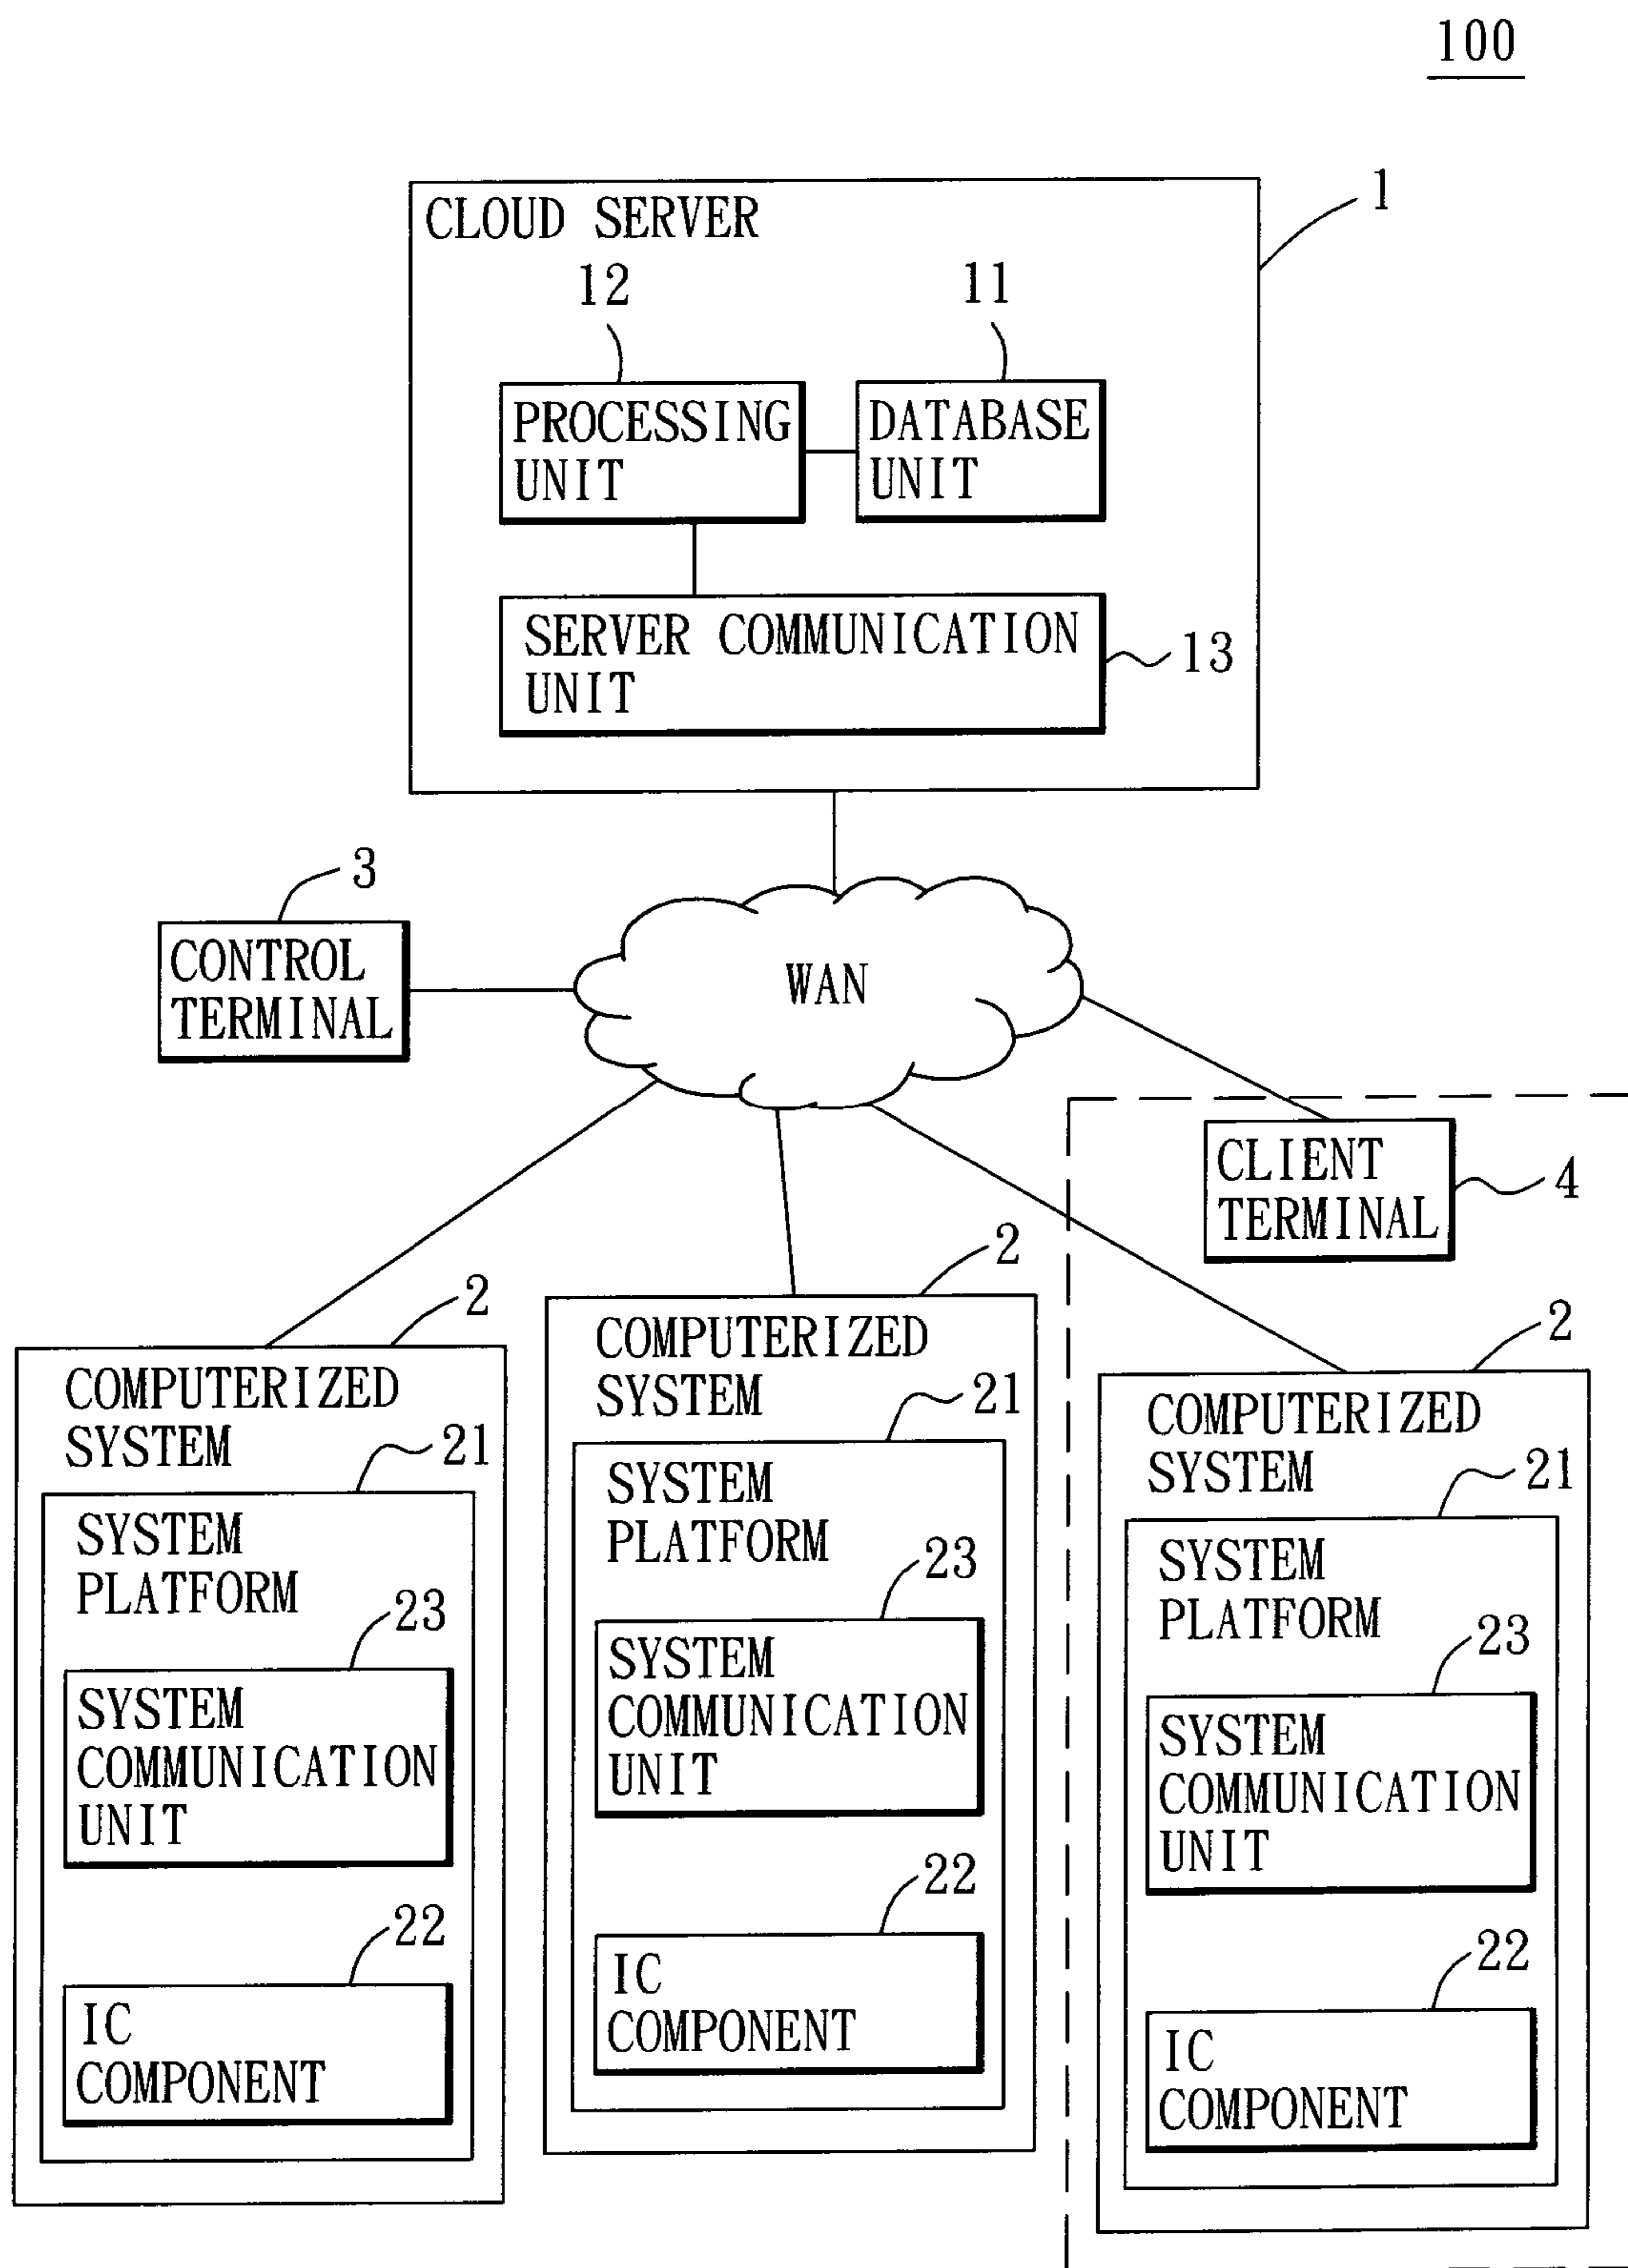 100
CLOUD SERVER
1
12
11
PROCESSING
UNIT
DATABASE
UNIT
SERVER COMMUNICATION
UNIT
13
3
CONTROL
TERMINAL
WAN
CLIENT
TERMINAL
4
2
COMPUTERIZED
SYSTEM
21
SYSTEM
PLATFORM
23
SYSTEM
COMMUNICATION
UNIT
22
IC
COMPONENT
2
COMPUTERIZED
SYSTEM
21
SYSTEM
PLATFORM
23
SYSTEM
COMMUNICATION
UNIT
22
IC
COMPONENT
2
COMPUTERIZED
SYSTEM
21
SYSTEM
PLATFORM
23
SYSTEM
COMMUNICATION
UNIT
22
IC
COMPONENT